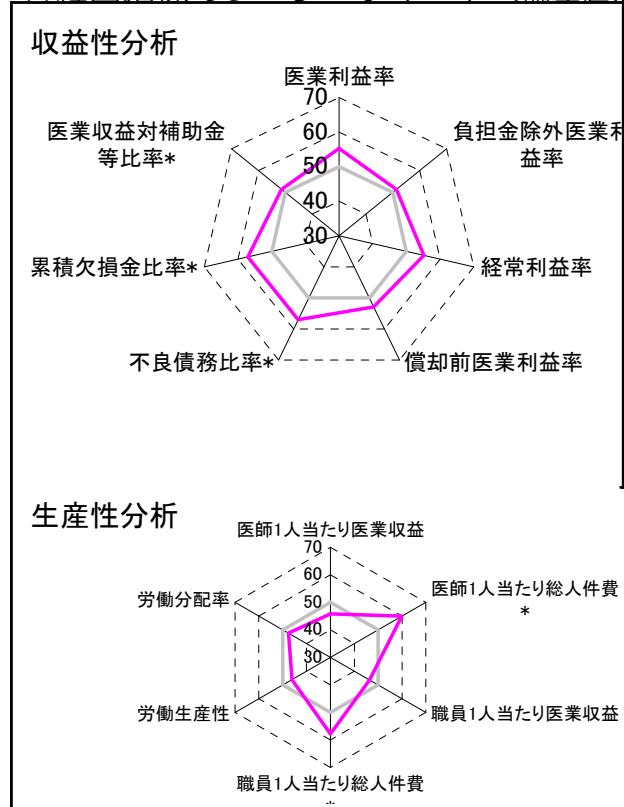 収益性分析
医業利益率
70
60
50
40
30
負担金除外医業利
益率
経常利益率
償却前医業利益率
不良債務比率*
累積欠損金比率*
医業収益対補助金
等比率*
生産性分析
医師1人当たり医業収益
70
60
50
40
30
医師1人当たり総人件費
*
職員1人当たり医業収益
職員1人当たり総人件費
*
労働生産性
労働分配率